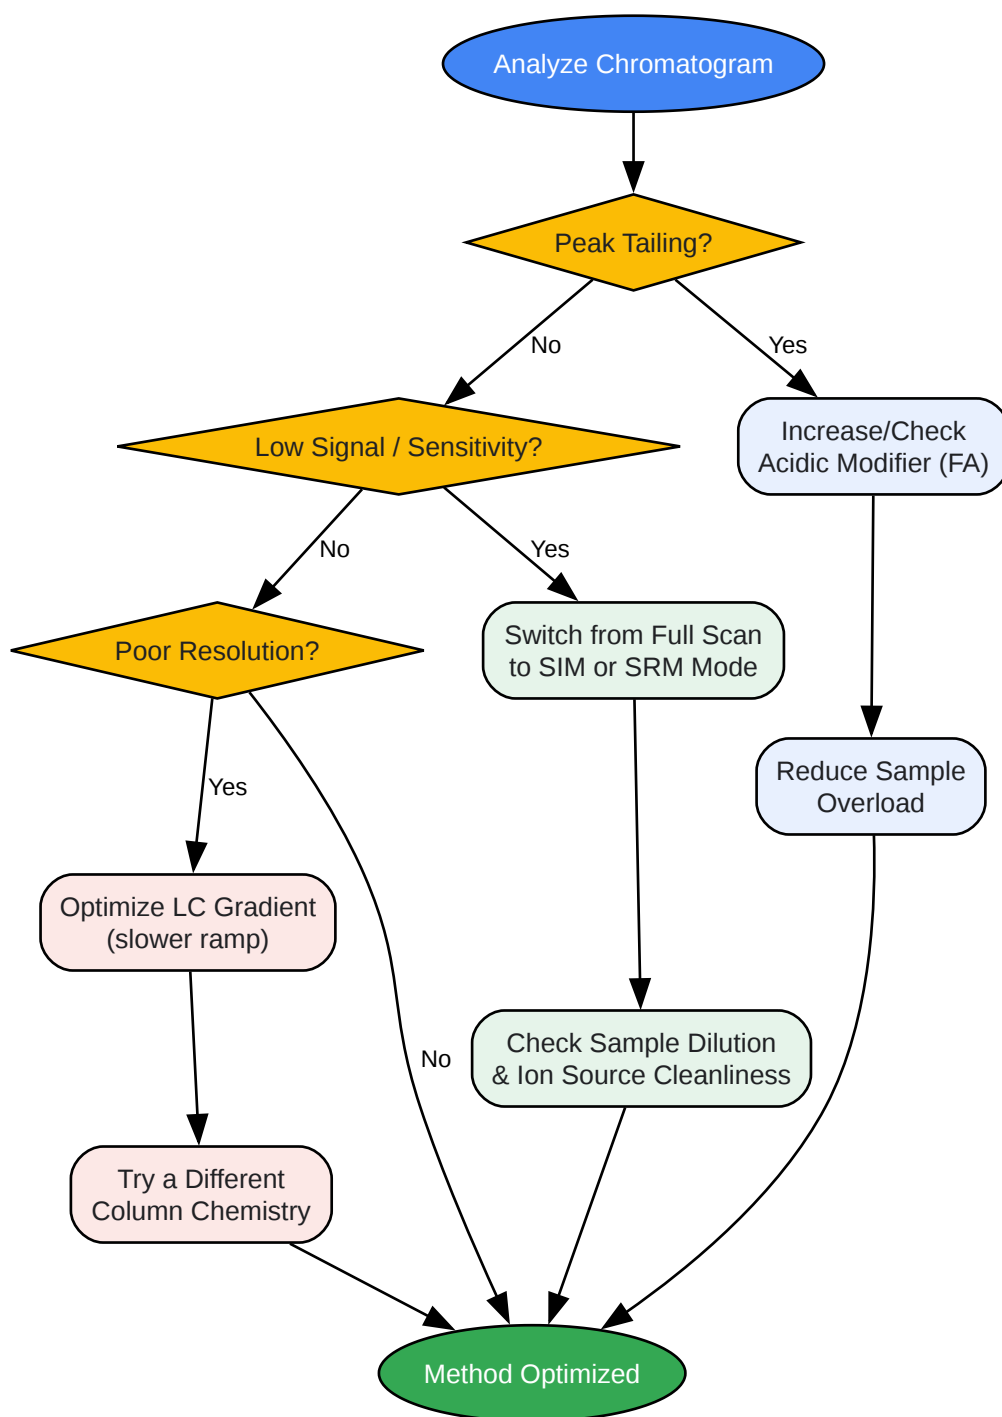 Analyze Chromatogram
Peak Tailing?
No
Yes
Low Signal / Sensitivity?
Increase/Check
Acidic Modifier (FA)
No
Yes
Poor Resolution?
Switch from Full Scan
to SIM or SRM Mode
Reduce Sample
Overload
Yes
Optimize LC Gradient
(slower ramp)
No
Check Sample Dilution
& Ion Source Cleanliness
Try a Different
Column Chemistry
Method Optimized